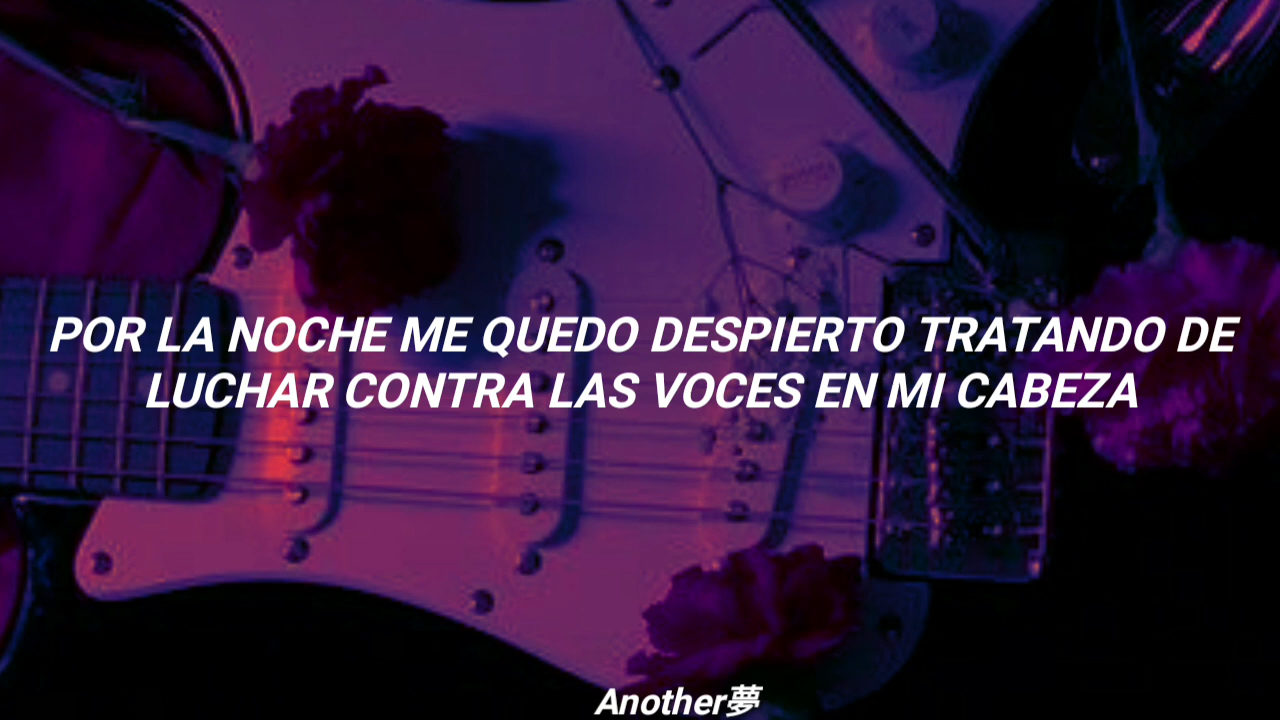 POR LA NOCHE ME QUEDO DESPIERTO TRATANDO DE
LUCHAR CONTRA LAS VOCES EN MI CABEZA
Another夢